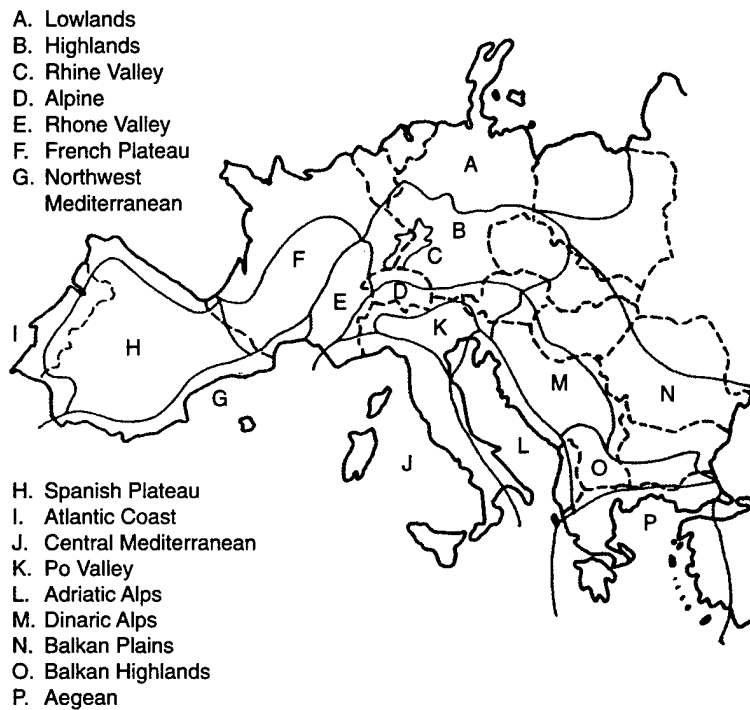 A. Lowlands
B. Highlands
C. Rhine Valley
D. Alpine
E. Rhone Valley
F. French Plateau
G. Northwest
Mediterranean
A
B
C
F
D
E
K
I
H
M
N
G
J
L
O
P
H. Spanish Plateau
I. Atlantic Coast
J. Central Mediterranean
K. Po Valley
L. Adriatic Alps
M. Dinaric Alps
N. Balkan Plains
O. Balkan Highlands
P. Aegean